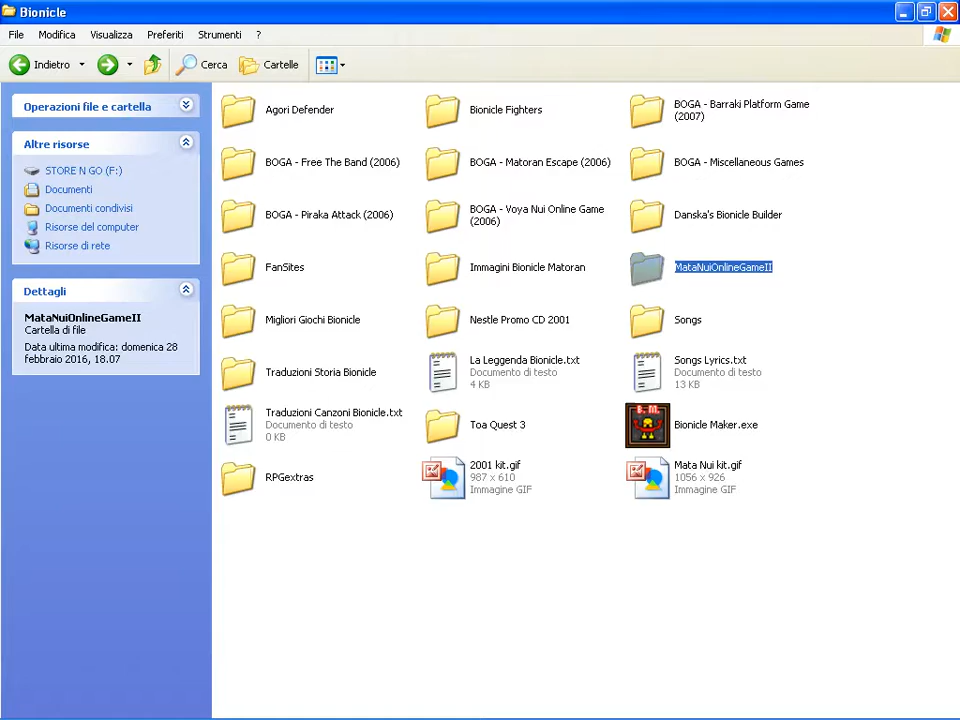 Bionicle
File Modifica Visualizza Preferiti Strumenti ?
Indietro Cerca Cartelle
Operazioni file e cartella
Altre risorse
STORE N GO (F:)
Documenti
Documenti condivisi
Risorse del computer
Risorse di rete
Dettagli
MataNuiOnlineGameII
Cartella di file
Data ultima modifica: domenica 28
febbraio 2016, 18.07
Agori Defender
Bionicle Fighters
BOGA - Barraki Platform Game
(2007)
BOGA - Free The Band (2006)
BOGA - Matoran Escape (2006)
BOGA - Miscellaneous Games
BOGA - Piraka Attack (2006)
BOGA - Voya Nui Online Game
(2006)
Danska's Bionicle Builder
FanSites
Immagini Bionicle Matoran
MataNuiOnlineGameII
Migliori Giochi Bionicle
Nestle Promo CD 2001
Songs
Traduzioni Storia Bionicle
La Leggenda Bionicle.txt
Documento di testo
4 KB
Songs Lyrics.txt
Documento di testo
13 KB
Traduzioni Canzoni Bionicle.txt
Documento di testo
0 KB
Toa Quest 3
B. M.
Bionicle Maker.exe
RPGextras
2001 kit.gif
987 x 610
Immagine GIF
Mata Nui kit.gif
1056 x 926
Immagine GIF